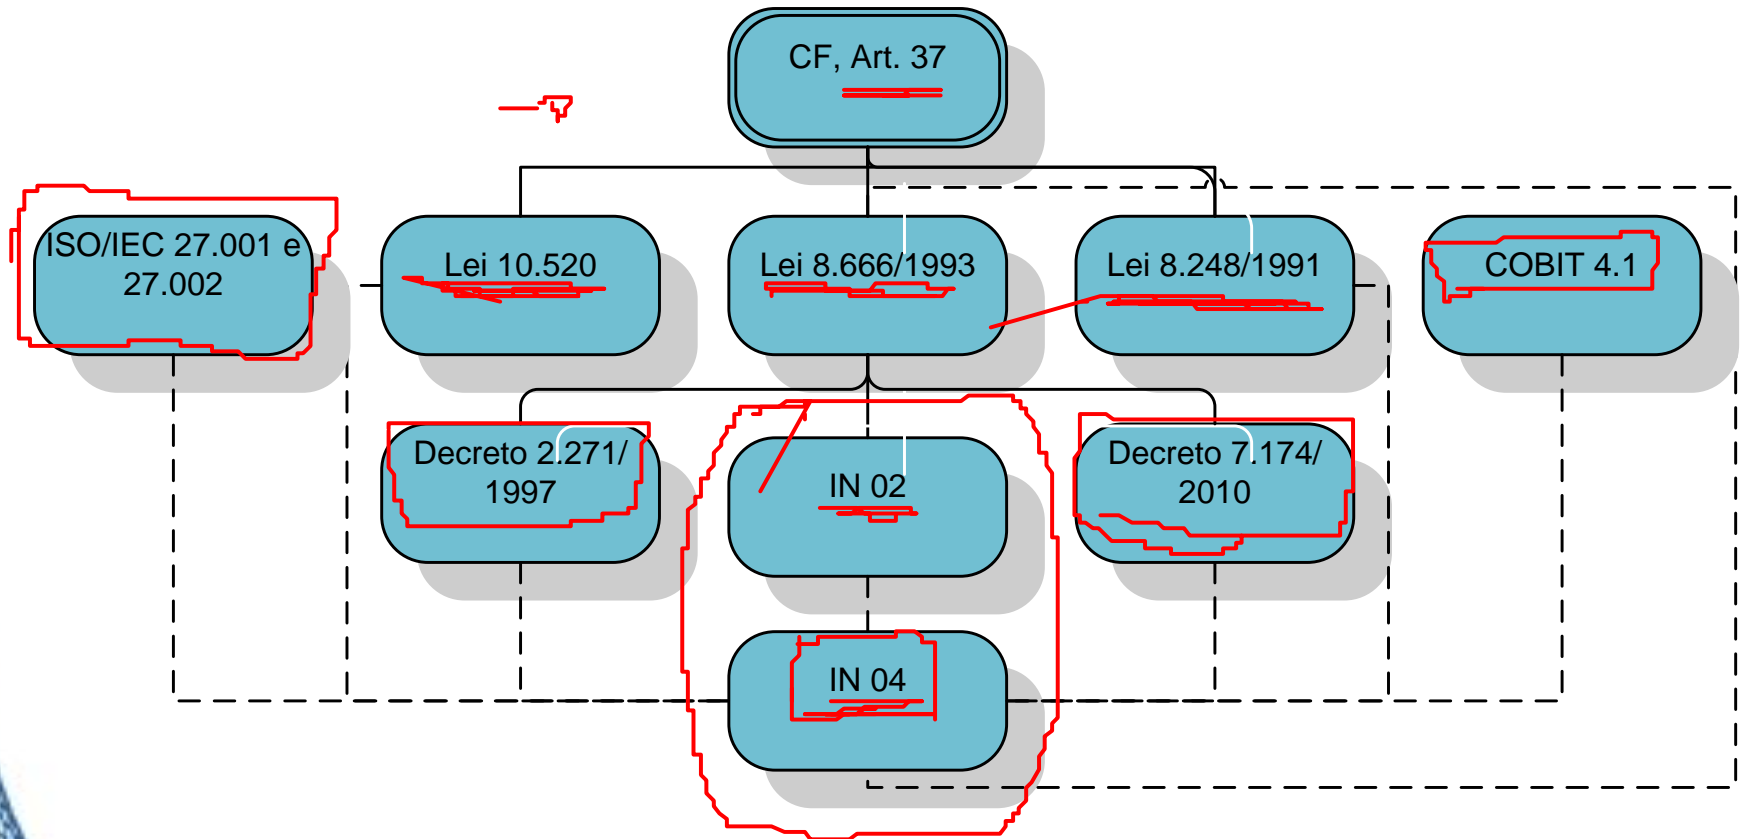 CF, Art. 37
ISO/IEC 27.001 e
27.002
Lei 10.520
Lei 8.666/1993
Lei 8.248/1991
COBIT 4.1
Decreto 2.271/
1997
IN 02
Decreto 7.174/
2010
IN 04